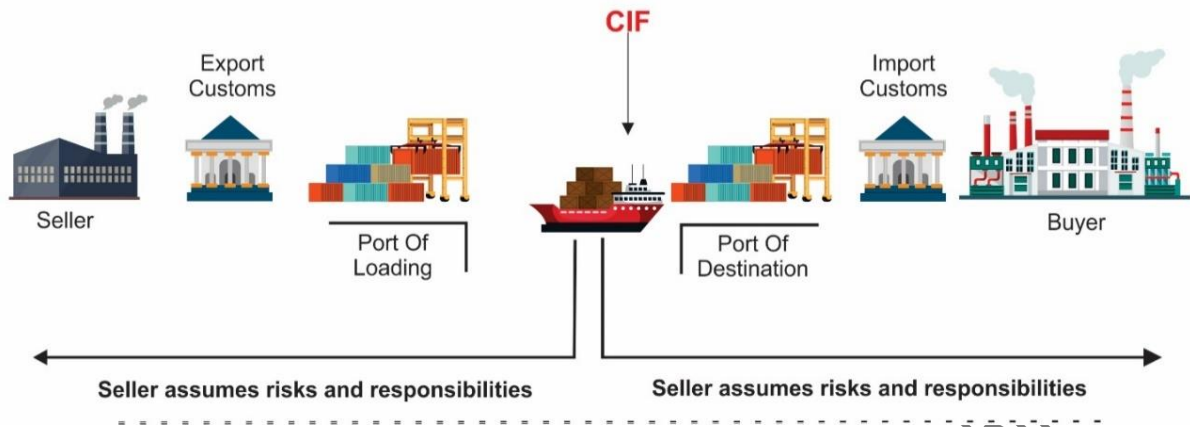 CIF
Export
Customs
Import
Customs
Seller
Buyer
Port Of
Loading
Port Of
Destination
Seller assumes risks and responsibilities
Seller assumes risks and responsibilities